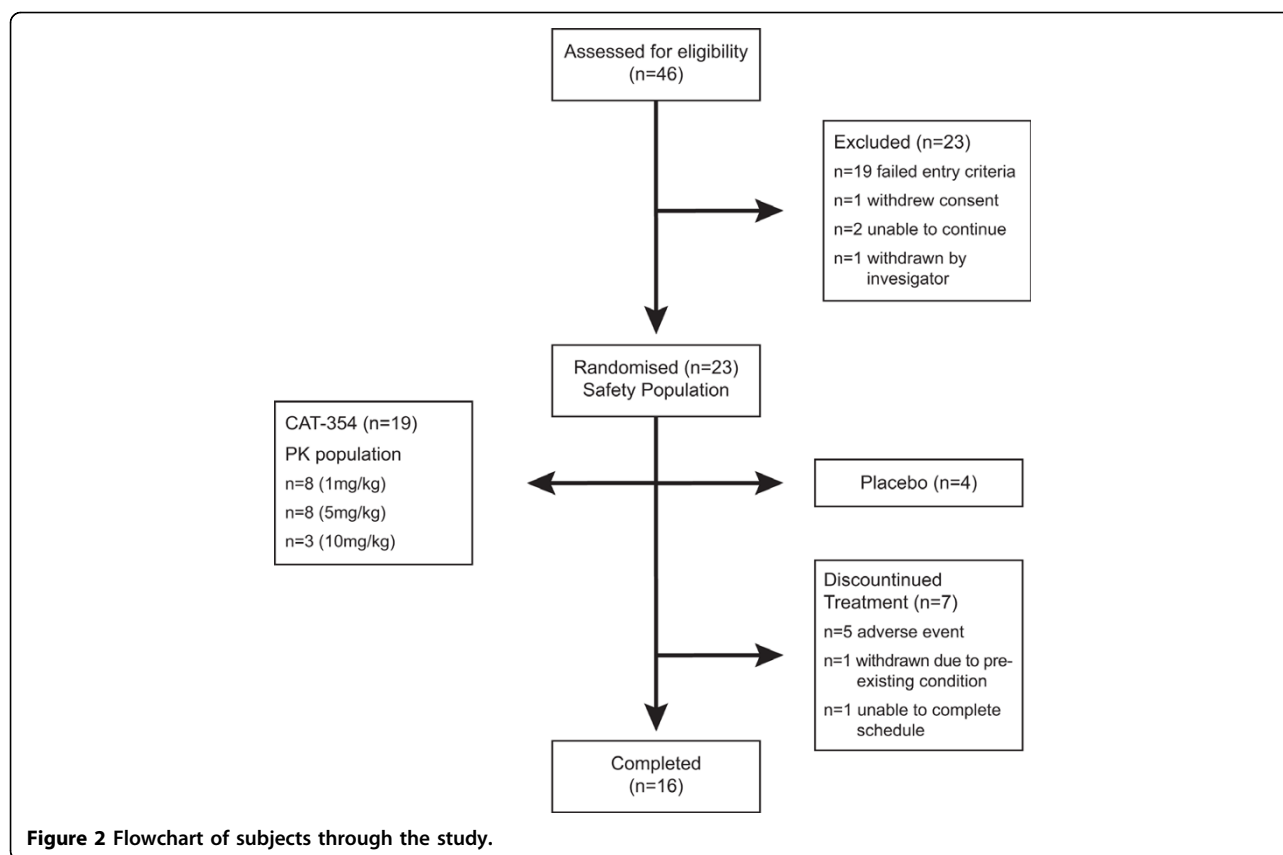 Assessed for eligibility
(n=46)
Excluded (n=23)
n=19 failed entry criteria
n=1 withdrew consent
n=2 unable to continue
n=1 withdrawn by
invesigator
Randomised (n=23)
Safety Population
CAT-354 (n=19)
PK population
n=8 (1mg/kg)
n=8 (5mg/kg)
n=3 (10mg/kg)
Placebo (n=4)
Discountinued
Treatment (n=7)
n=5 adverse event
n=1 withdrawn due to pre-
existing condition
n=1 unable to complete
schedule
Completed
(n=16)
Figure 2 Flowchart of subjects through the study.